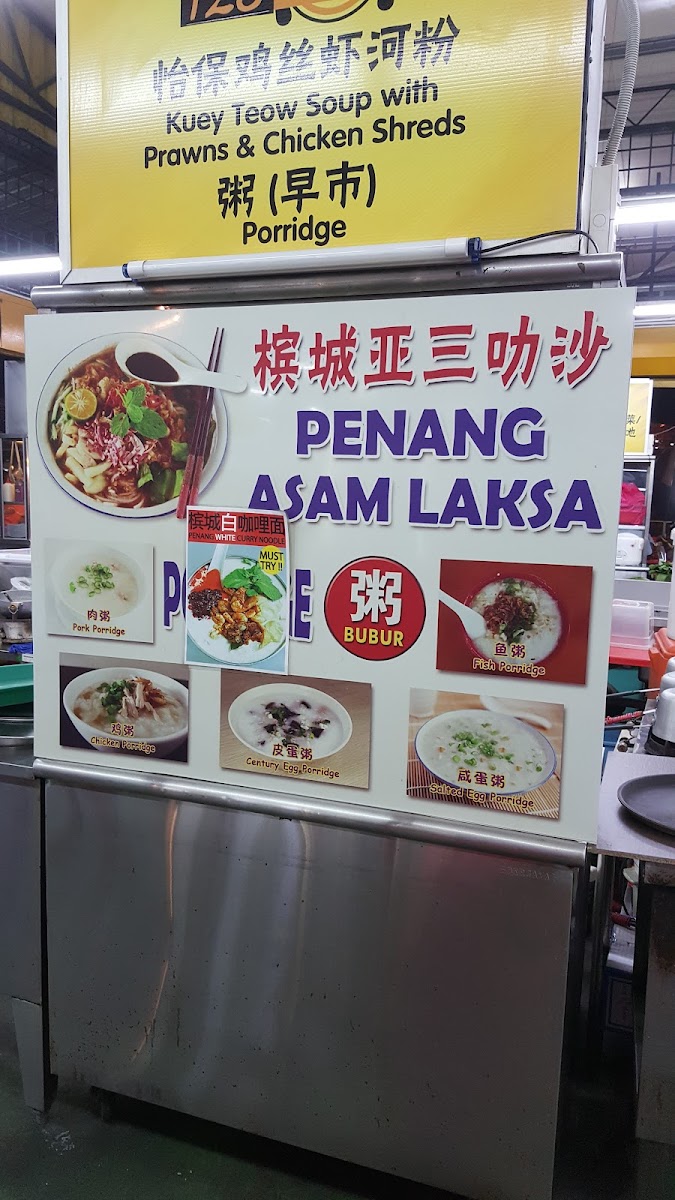 怡保鸡丝虾河粉
Kuey Teow Soup with
Prawns & Chicken Shreds
粥 (早市)
Porridge
槟城亚三叻沙
PENANG
ASAM LAKSA
槟城白咖哩面
PENANG WHITE CURRY NOODLE
MUST
TRY !!
粥
BUBUR
肉粥
Pork Porridge
鱼粥
Fish Porridge
鸡粥
Chicken Porridge
皮蛋粥
Century Egg Porridge
咸蛋粥
Salted Egg Porridge